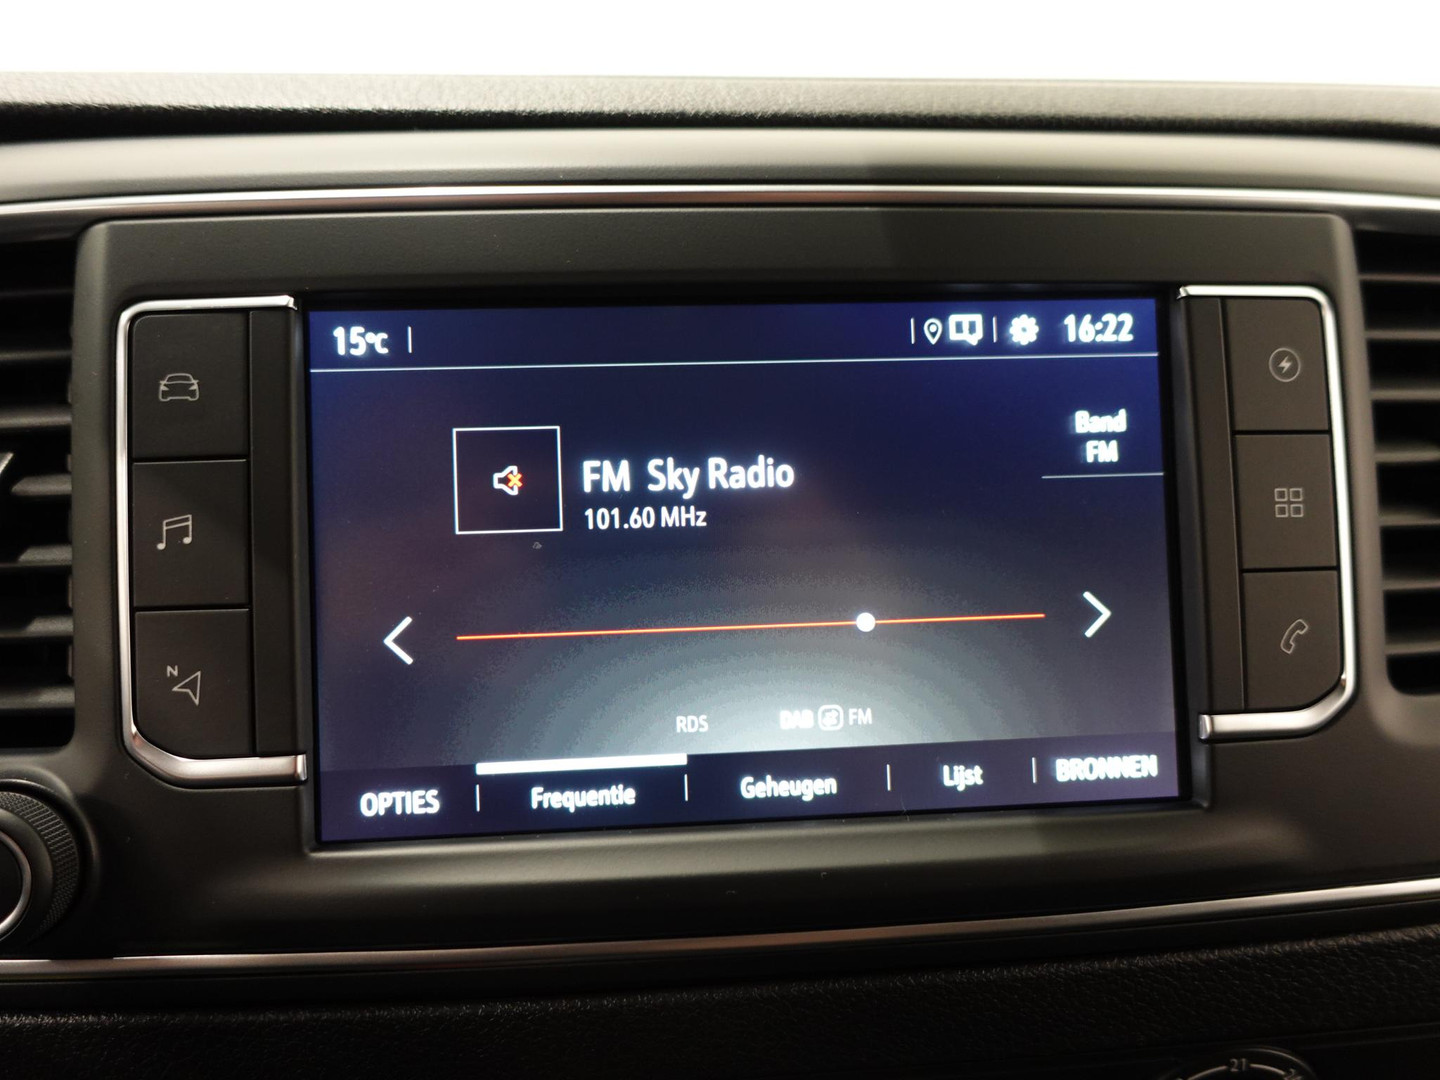 15°C
16:22
Band
FM
FM Sky Radio
101.60 MHz
RDS
DAB FM
OPTIES
Frequentie
Geheugen
Lijst
BRONNEN
N
21